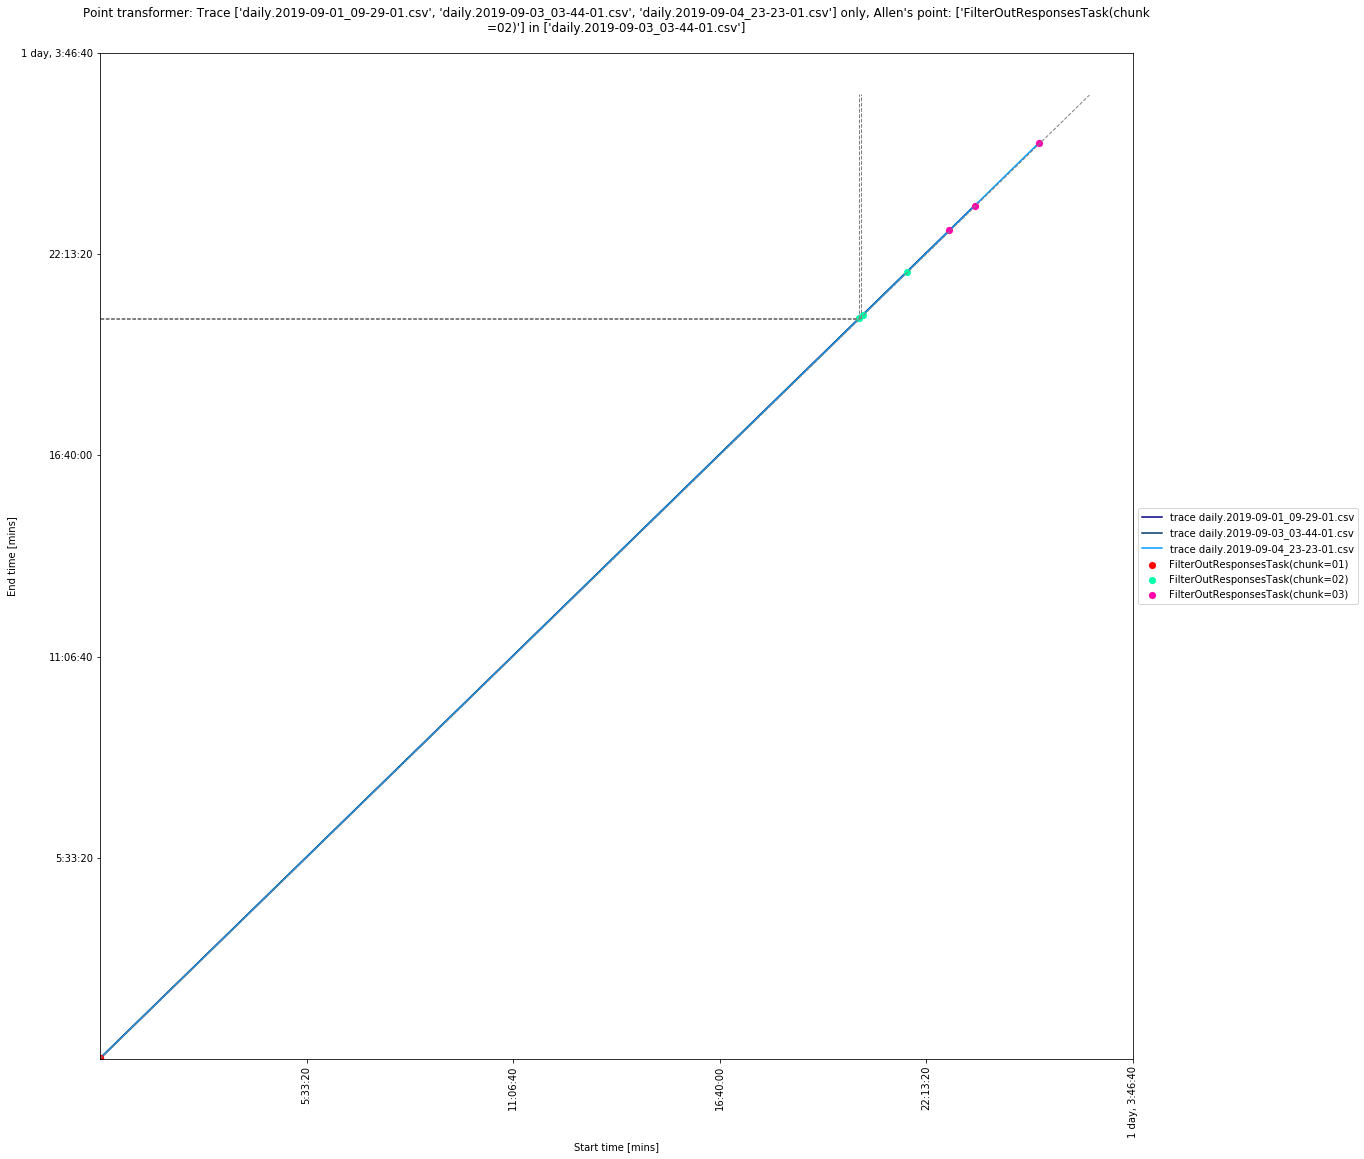 Point transformer: Trace ['daily.2019-09-01_09-29-01.csv', 'daily.2019-09-03_03-44-01.csv', 'daily.2019-09-04_23-23-01.csv'] only, Allen's point: ['FilterOutResponsesTask(chunk
=02)'] in ['daily.2019-09-03_03-44-01.csv']
1 day, 3:46:40
22:13:20
16:40:00
11:06:40
5:33:20
End time [mins]
trace daily.2019-09-01_09-29-01.csv
trace daily.2019-09-03_03-44-01.csv
trace daily.2019-09-04_23-23-01.csv
FilterOutResponsesTask(chunk=01)
FilterOutResponsesTask(chunk=02)
FilterOutResponsesTask(chunk=03)
5:33:20
11:06:40
16:40:00
22:13:20
1 day, 3:46:40
Start time [mins]